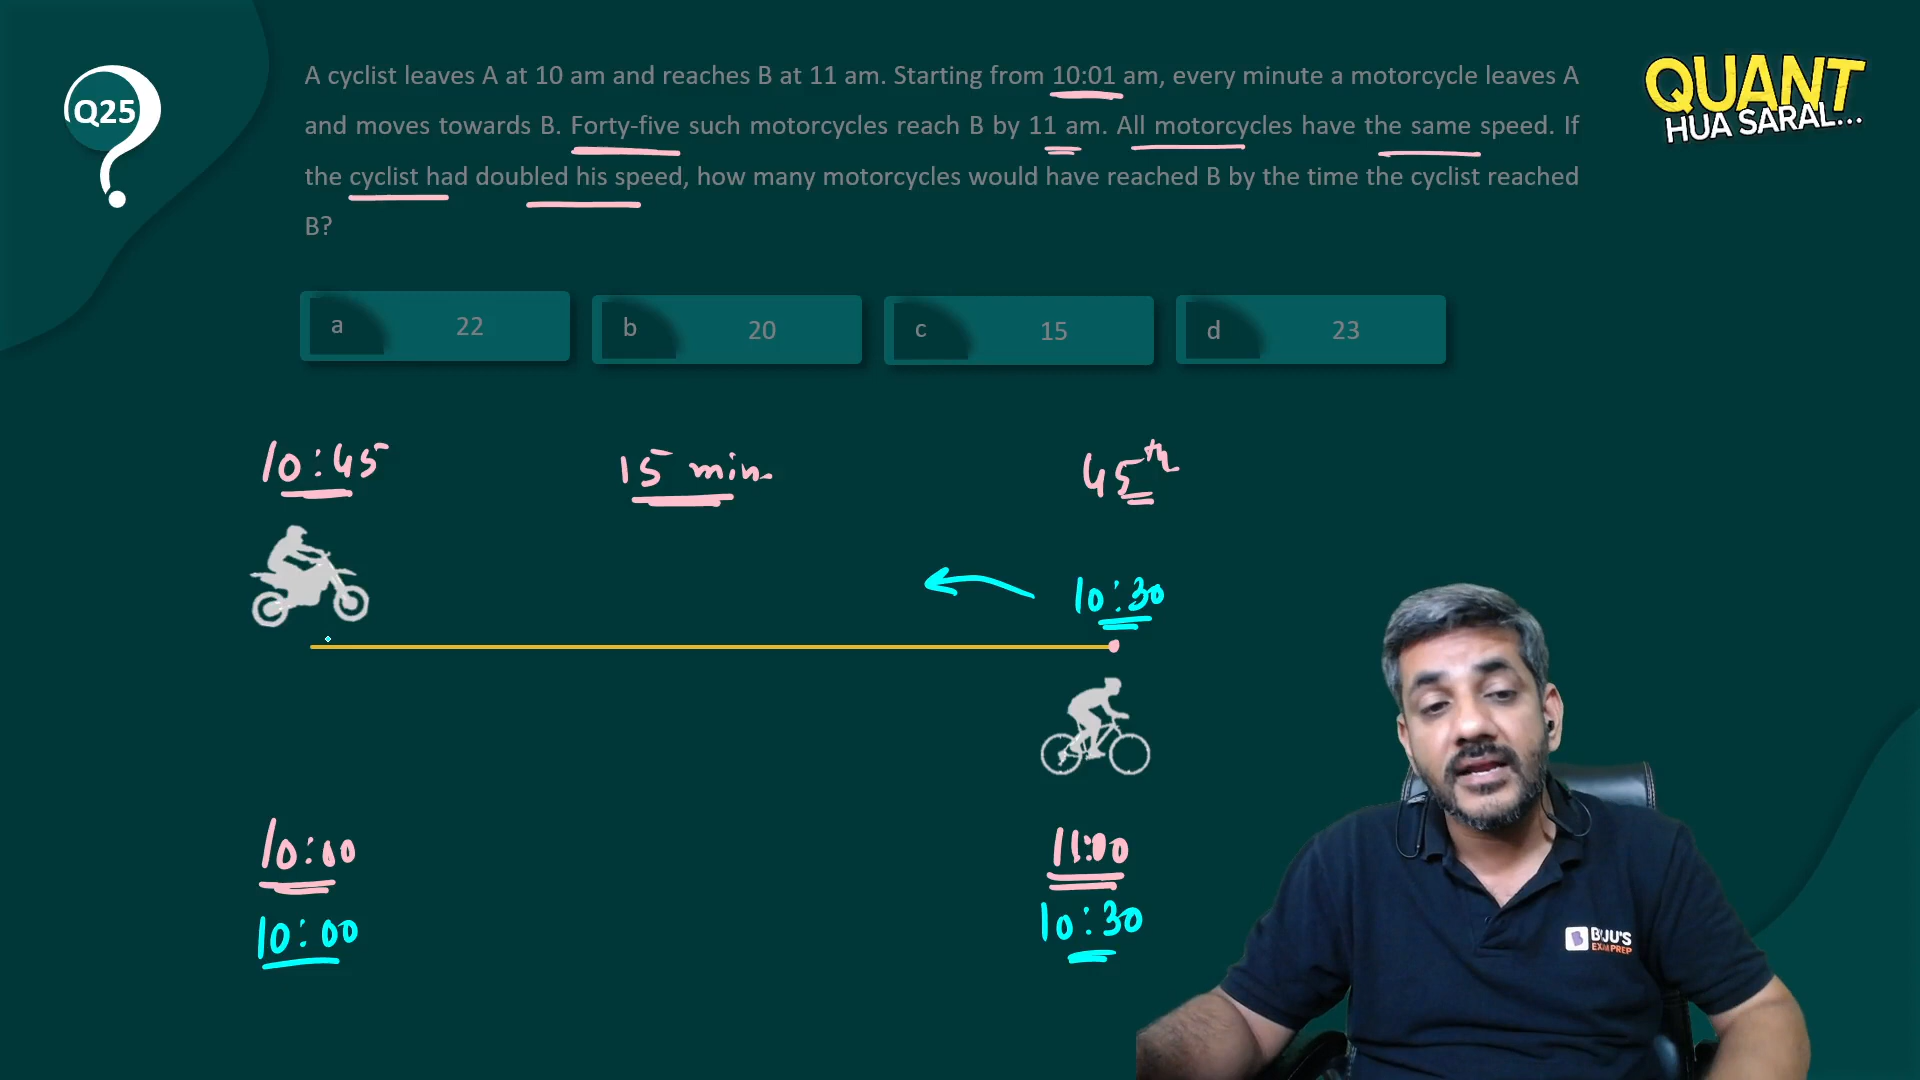 Q25
A cyclist leaves A at 10 am and reaches B at 11 am. Starting from 10:01 am, every minute a motorcycle leaves A
and moves towards B. Forty-five such motorcycles reach B by 11 am. All motorcycles have the same speed. If
the cyclist had doubled his speed, how many motorcycles would have reached B by the time the cyclist reached
B?
QUANT
HUA SARAL...
a 22 b 20 c 15 d 23
10:45 15 min. 45th
10:30
10:00 11:00
10:00 10:30
BYJU'S
EXAM PREP